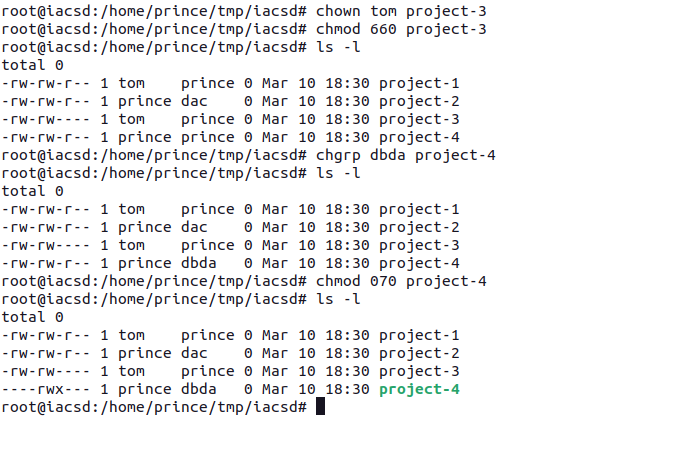 root@iacsd:/home/prince/tmp/iacsd# chown tom project-3
root@iacsd:/home/prince/tmp/iacsd# chmod 660 project-3
root@iacsd:/home/prince/tmp/iacsd# ls -l
total 0
-rw-rw-r-- 1 tom    prince 0 Mar 10 18:30 project-1
-rw-rw-r-- 1 prince dac    0 Mar 10 18:30 project-2
-rw-rw---- 1 tom    prince 0 Mar 10 18:30 project-3
-rw-rw-r-- 1 prince prince 0 Mar 10 18:30 project-4
root@iacsd:/home/prince/tmp/iacsd# chgrp dbda project-4
root@iacsd:/home/prince/tmp/iacsd# ls -l
total 0
-rw-rw-r-- 1 tom    prince 0 Mar 10 18:30 project-1
-rw-rw-r-- 1 prince dac    0 Mar 10 18:30 project-2
-rw-rw---- 1 tom    prince 0 Mar 10 18:30 project-3
-rw-rw-r-- 1 prince dbda   0 Mar 10 18:30 project-4
root@iacsd:/home/prince/tmp/iacsd# chmod 070 project-4
root@iacsd:/home/prince/tmp/iacsd# ls -l
total 0
-rw-rw-r-- 1 tom    prince 0 Mar 10 18:30 project-1
-rw-rw-r-- 1 prince dac    0 Mar 10 18:30 project-2
-rw-rw---- 1 tom    prince 0 Mar 10 18:30 project-3
----rwx--- 1 prince dbda   0 Mar 10 18:30 project-4
root@iacsd:/home/prince/tmp/iacsd#